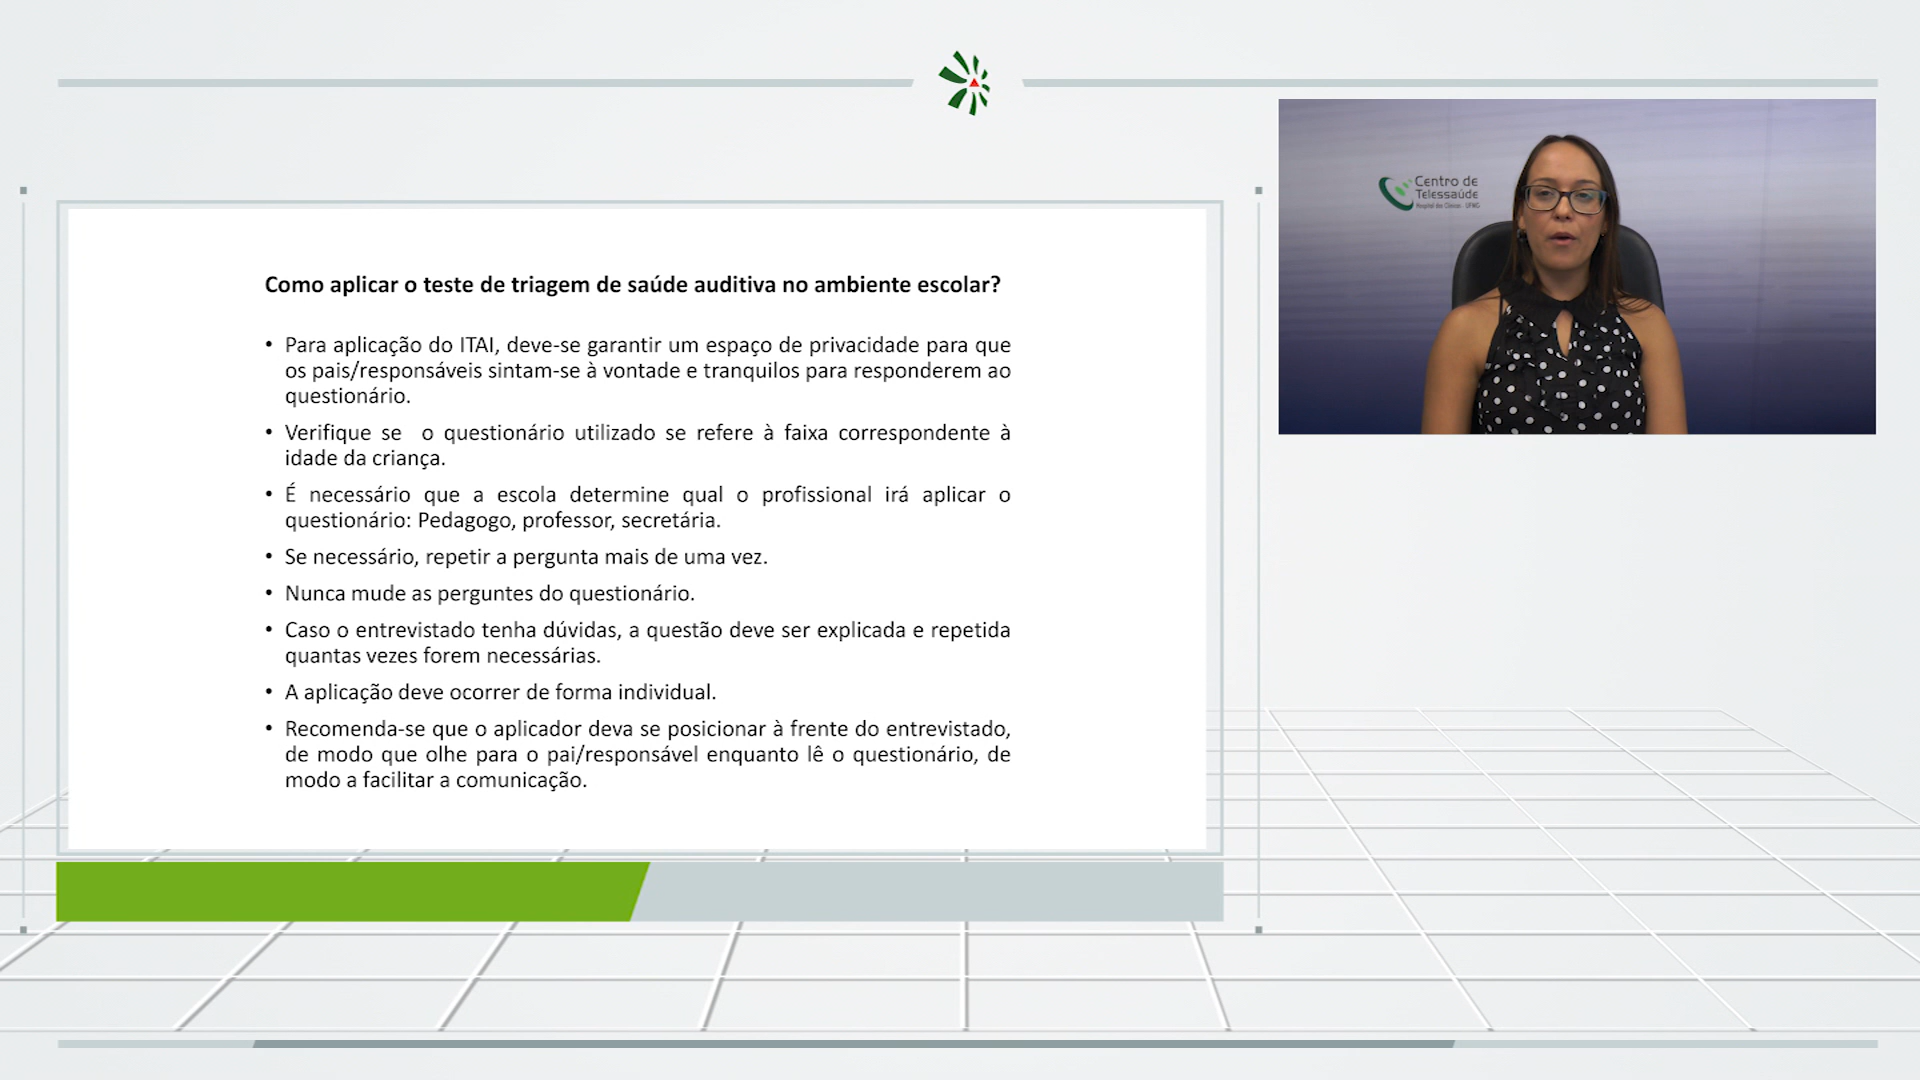 Centro de
Telessaúde
Hospital das Clínicas - UFMG
Como aplicar o teste de triagem de saúde auditiva no ambiente escolar?
• Para aplicação do ITAI, deve-se garantir um espaço de privacidade para que
os pais/responsáveis sintam-se à vontade e tranquilos para responderem ao
questionário.
• Verifique se o questionário utilizado se refere à faixa correspondente à
idade da criança.
• É necessário que a escola determine qual o profissional irá aplicar o
questionário: Pedagogo, professor, secretária.
• Se necessário, repetir a pergunta mais de uma vez.
• Nunca mude as perguntes do questionário.
• Caso o entrevistado tenha dúvidas, a questão deve ser explicada e repetida
quantas vezes forem necessárias.
• A aplicação deve ocorrer de forma individual.
• Recomenda-se que o aplicador deva se posicionar à frente do entrevistado,
de modo que olhe para o pai/responsável enquanto lê o questionário, de
modo a facilitar a comunicação.